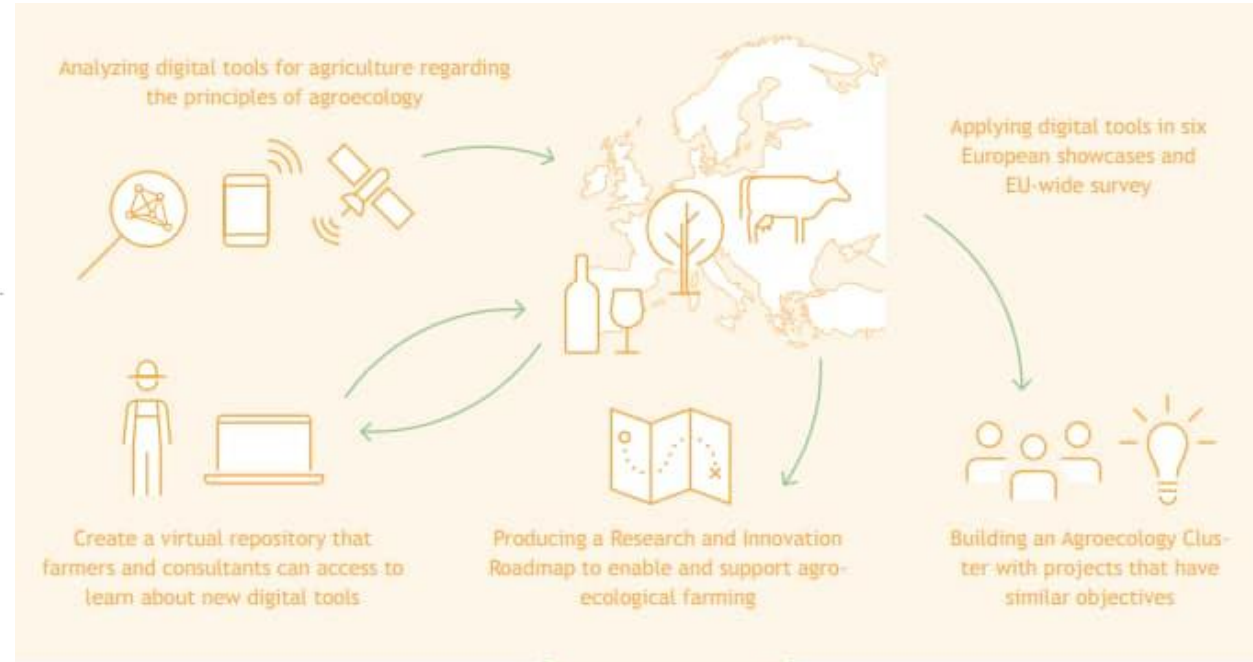 Analyzing digital tools for agriculture regarding
the principles of agroecology
Applying digital tools in six
European showcases and
EU-wide survey
Create a virtual repository that
farmers and consultants can access to
learn about new digital tools
Producing a Research and Innovation
Roadmap to enable and support agro-
ecological farming
Building an Agroecology Clus-
ter with projects that have
similar objectives